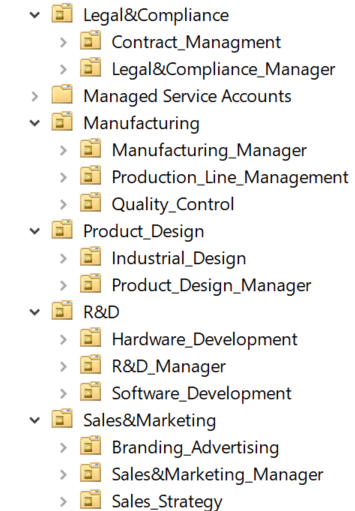 Legal&Compliance
Contract_Managment
Legal&Compliance_Manager
Managed Service Accounts
Manufacturing
Manufacturing_Manager
Production_Line_Management
Quality_Control
Product_Design
Industrial_Design
Product_Design_Manager
R&D
Hardware_Development
R&D_Manager
Software_Development
Sales&Marketing
Branding_Advertising
Sales&Marketing_Manager
Sales_Strategy